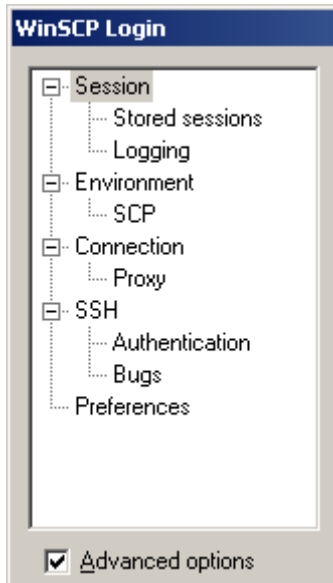 WinSCP Login
Session
Stored sessions
Logging
Environment
SCP
Connection
Proxy
SSH
Authentication
Bugs
Preferences
Advanced options